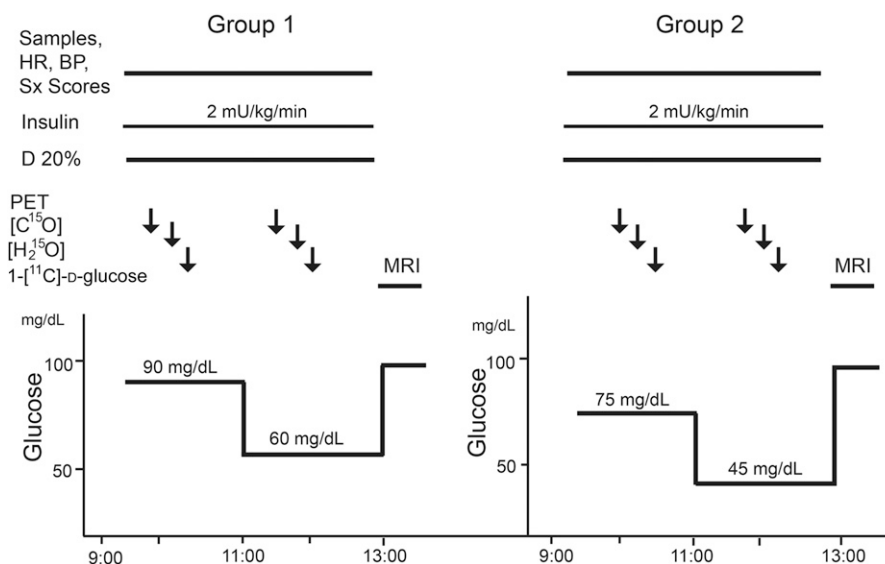 Group 1
Group 2
Samples,
HR, BP,
Sx Scores
Insulin
2 mU/kg/min
2 mU/kg/min
D 20%
PET
[C¹⁵O]
[H₂¹⁵O]
1-[¹¹C]-D-glucose
MRI
MRI
mg/dL
Glucose
100
50
90 mg/dL
60 mg/dL
9:00
11:00
13:00
mg/dL
Glucose
100
50
75 mg/dL
45 mg/dL
9:00
11:00
13:00